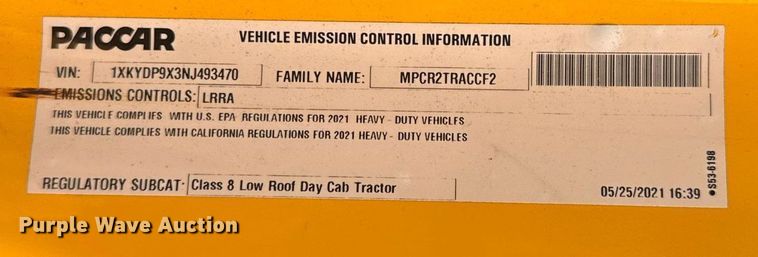 PACCAR
VEHICLE EMISSION CONTROL INFORMATION
VIN: 1XKYDP9X3NJ493470 FAMILY NAME: MPCR2TRACCF2
EMISSIONS CONTROLS: LRRA
THIS VEHICLE COMPLIES WITH U.S. EPA REGULATIONS FOR 2021 HEAVY - DUTY VEHICLES
THIS VEHICLE COMPLIES WITH CALIFORNIA REGULATIONS FOR 2021 HEAVY - DUTY VEHICLES
REGULATORY SUBCAT: Class 8 Low Roof Day Cab Tractor
05/25/2021 16:39
S53-6198
Purple Wave Auction